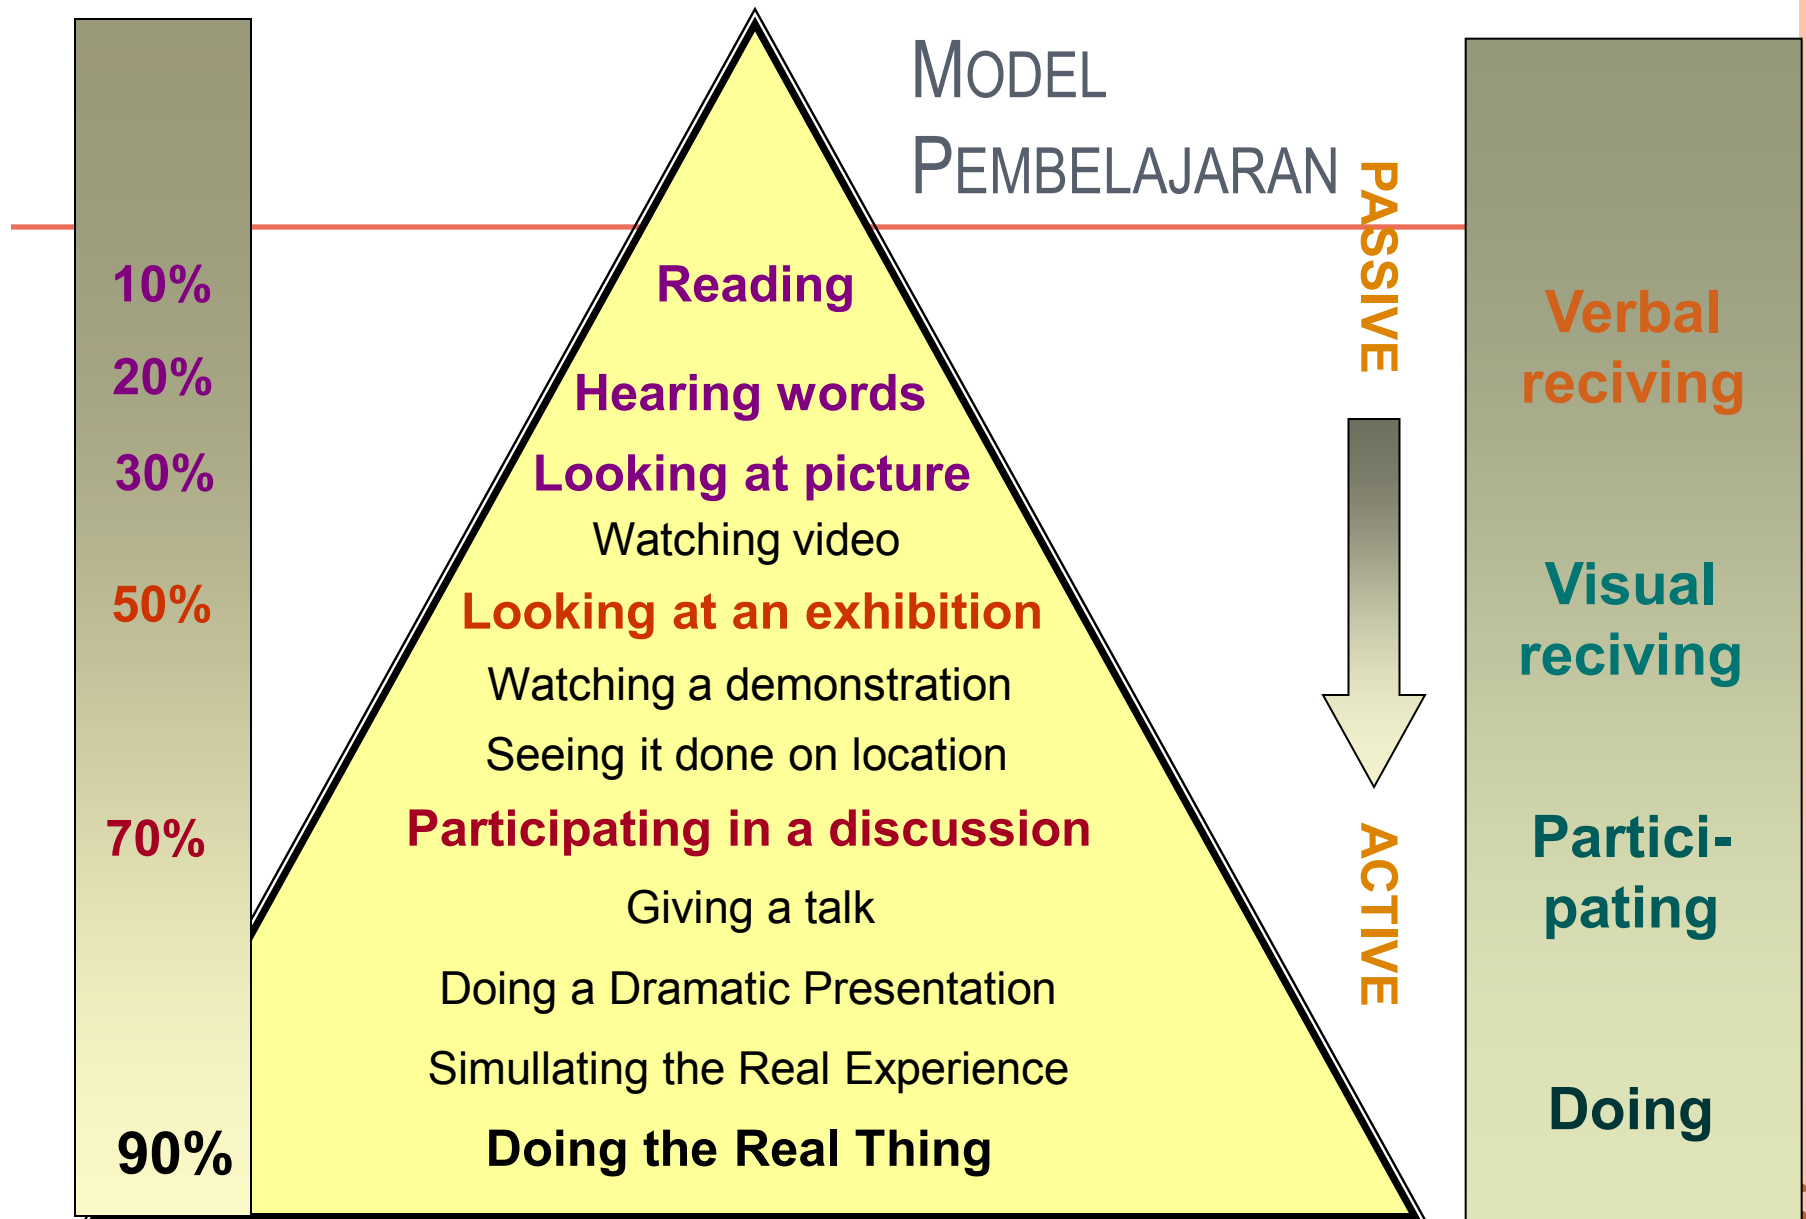 MODEL
PEMBELAJARAN
PASSIVE
10%
Reading
Verbal
reciving
20%
Hearing words
30%
Looking at picture
Watching video
50%
Looking at an exhibition
Visual
reciving
Watching a demonstration
Seeing it done on location
70%
Participating in a discussion
Partici-
pating
ACTIVE
Giving a talk
Doing a Dramatic Presentation
Simullating the Real Experience
Doing
90%
Doing the Real Thing